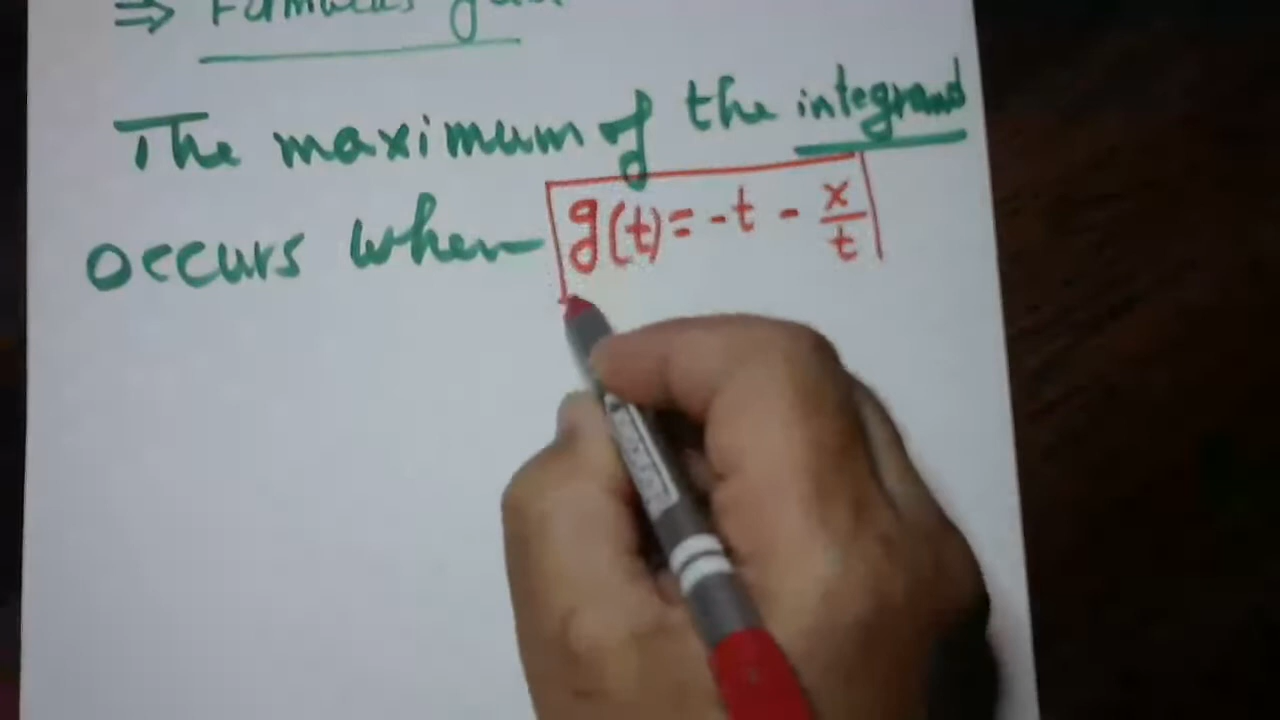 ⇒
The maximum of the integrand
occurs when g(t) = -t - x/t